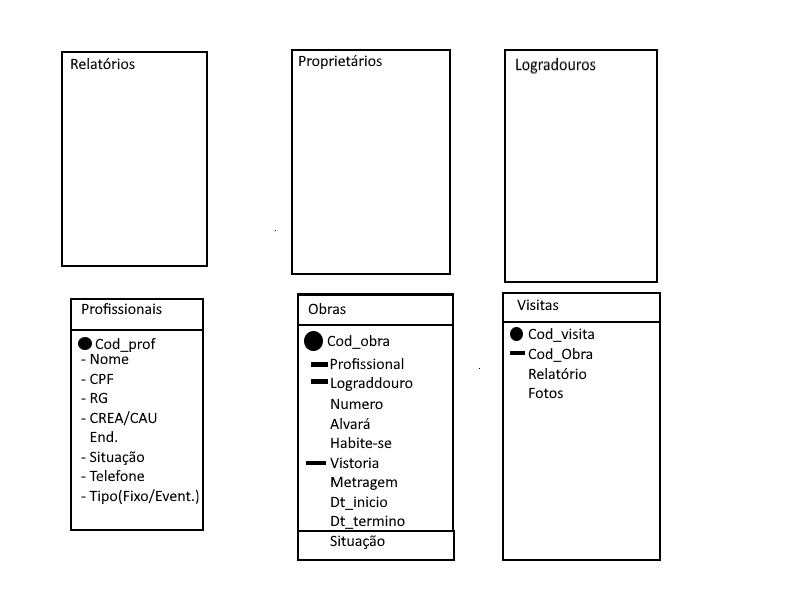 Relatórios
Proprietários
Logradouros
Profissionais
Cod_prof
- Nome
- CPF
- RG
- CREA/CAU
End.
- Situação
- Telefone
- Tipo(Fixo/Event.)
Obras
Cod_obra
Profissional
Lograddouro
Numero
Alvará
Habite-se
Vistoria
Metragem
Dt_inicio
Dt_termino
Situação
Visitas
Cod_visita
Cod_Obra
Relatório
Fotos